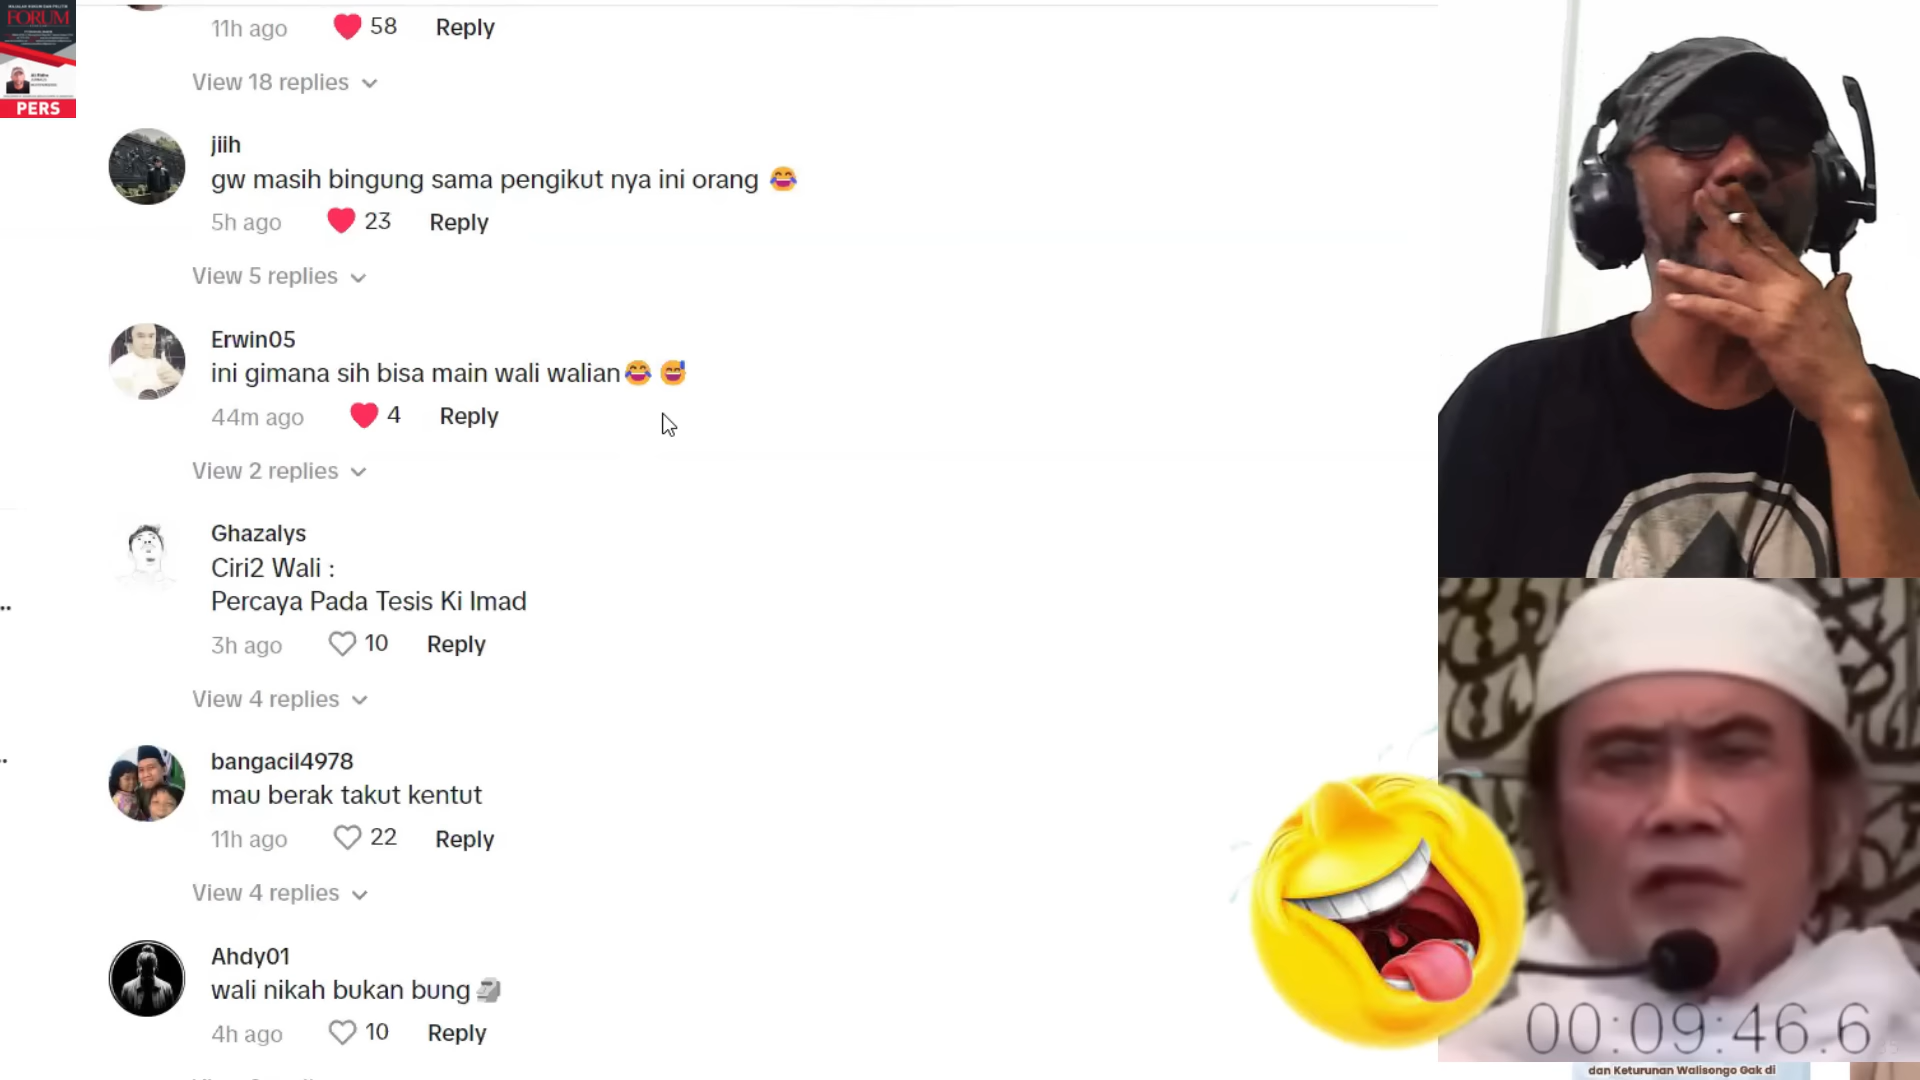 MAJALAH HUKUM DAN POLITIK
FORUM
PERS
11h ago 58 Reply
View 18 replies
jiih
gw masih bingung sama pengikut nya ini orang 😂
5h ago 23 Reply
View 5 replies
Erwin05
ini gimana sih bisa main wali walian😂 😅
44m ago 4 Reply
View 2 replies
Ghazalys
Ciri2 Wali :
Percaya Pada Tesis Ki Imad
3h ago 10 Reply
View 4 replies
bangacil4978
mau berak takut kentut
11h ago 22 Reply
View 4 replies
Ahdy01
wali nikah bukan bung🗿
4h ago 10 Reply
00:09:46.6
dan Keturunan Walisongo Gak di